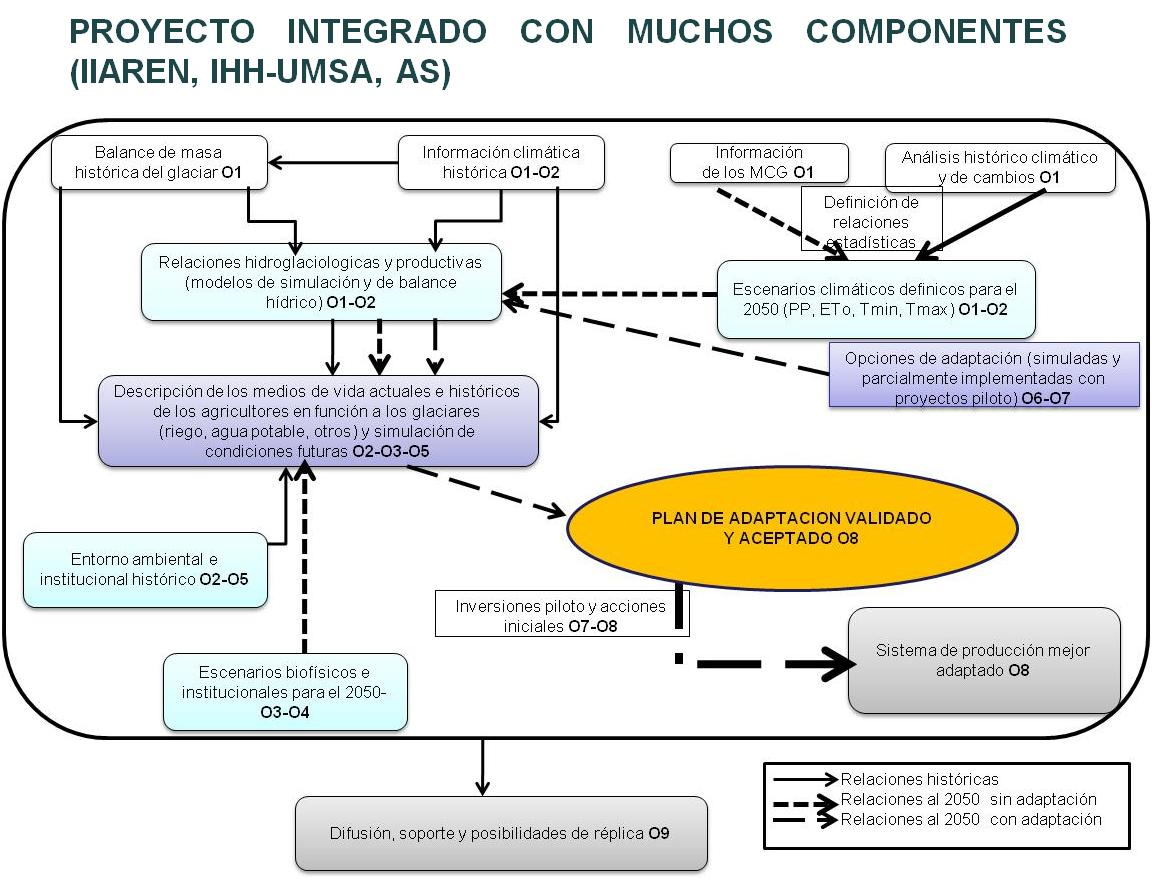 PROYECTO INTEGRADO CON MUCHOS COMPONENTES
(IIAREN, IHH-UMSA, AS)
Balance de masa
histórica del glaciar O1
Información climática
histórica O1-O2
Información
de los MCG O1
Análisis histórico climático
y de cambios O1
Definición de
relaciones
estadísticas
Relaciones hidroglaciologicas y productivas
(modelos de simulación y de balance
hídrico) O1-O2
Escenarios climáticos definicos para el
2050 (PP, ETo, Tmin, Tmax) O1-O2
Opciones de adaptación (simuladas y
parcialmente implementadas con
proyectos piloto) O6-O7
Descripción de los medios de vida actuales e históricos
de los agricultores en función a los glaciares
(riego, agua potable, otros) y simulación de
condiciones futuras O2-O3-O5
PLAN DE ADAPTACION VALIDADO
Y ACEPTADO O8
Entorno ambiental e
institucional histórico O2-O5
Inversiones piloto y acciones
iniciales O7-O8
Sistema de producción mejor
adaptado O8
Escenarios biofísicos e
institucionales para el 2050-
O3-O4
Relaciones históricas
Relaciones al 2050 sin adaptación
Relaciones al 2050 con adaptación
Difusión, soporte y posibilidades de réplica O9